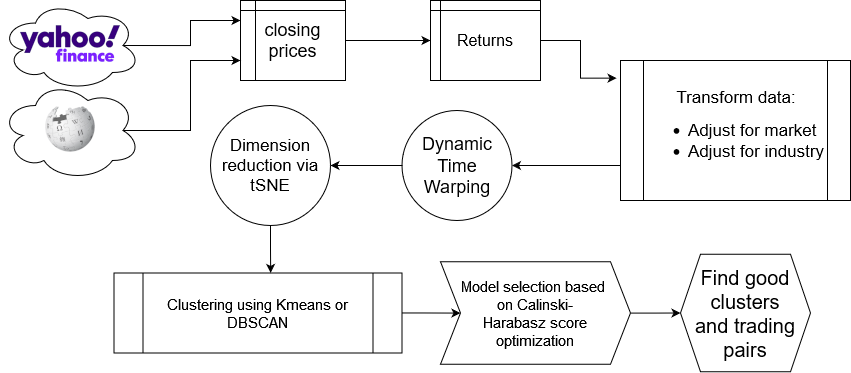 yahoo!
finance
closing
prices
Returns
Transform data:
• Adjust for market
• Adjust for industry
Dynamic
Time
Warping
Dimension
reduction via
tSNE
Clustering using Kmeans or
DBSCAN
Model selection based
on Calinski-
Harabasz score
optimization
Find good
clusters
and trading
pairs